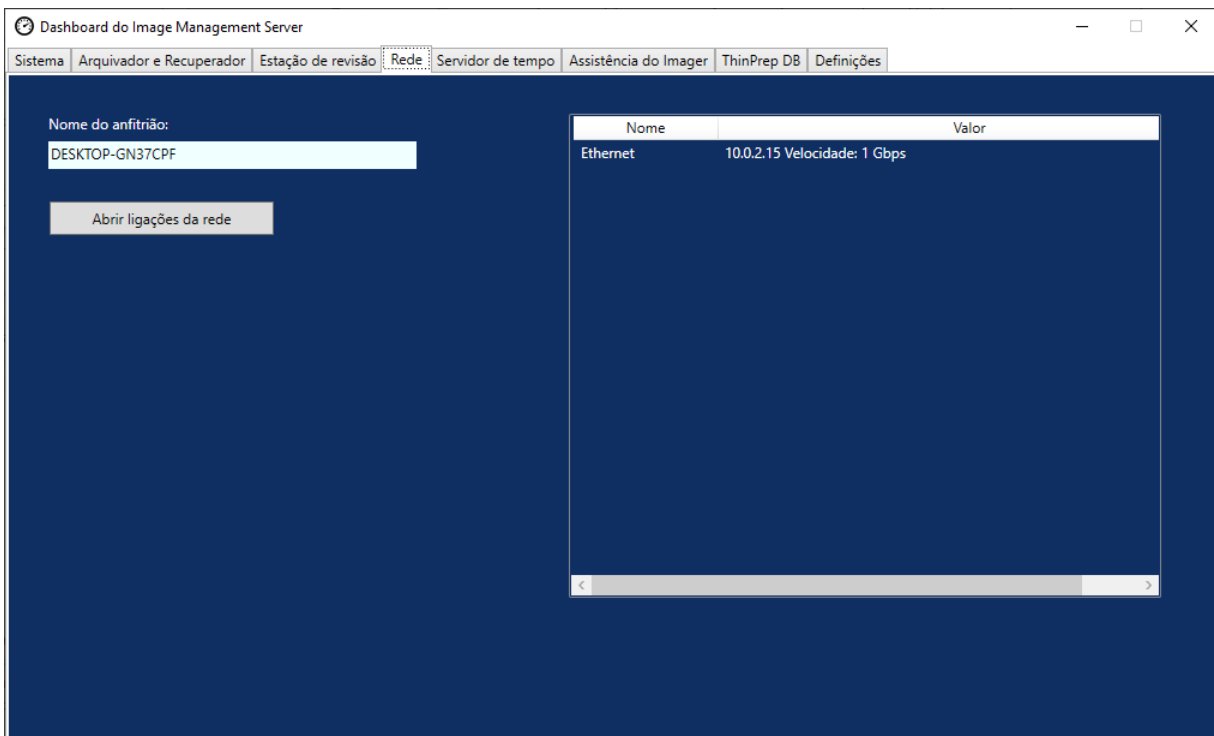 Dashboard do Image Management Server
Sistema Arquivador e Recuperador Estação de revisão Rede Servidor de tempo Assistência do Imager ThinPrep DB Definições
Nome do anfitrião:
DESKTOP-GN37CPF
Abrir ligações da rede
Nome Valor
Ethernet 10.0.2.15 Velocidade: 1 Gbps